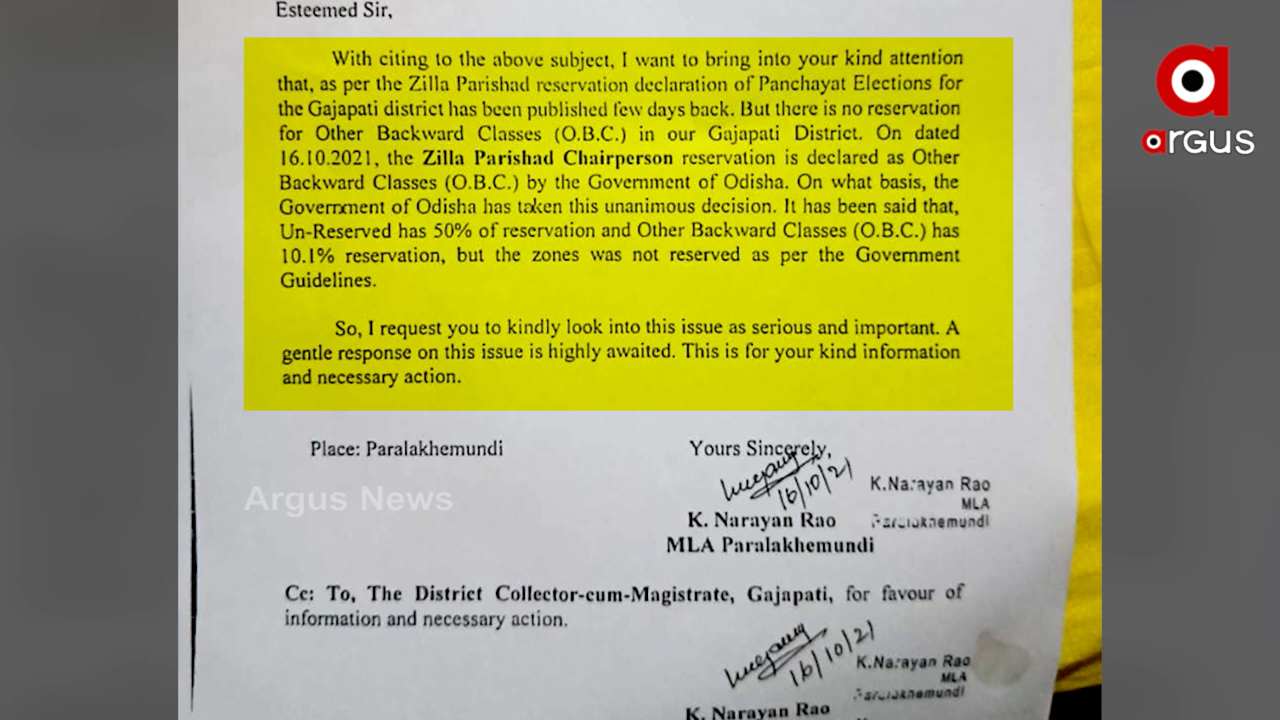 Esteemed Sir,
With citing to the above subject, I want to bring into your kind attention
that, as per the Zilla Parishad reservation declaration of Panchayat Elections for
the Gajapati district has been published few days back. But there is no reservation
for Other Backward Classes (O.B.C.) in our Gajapati District. On dated
16.10.2021, the Zilla Parishad Chairperson reservation is declared as Other
Backward Classes (O.B.C.) by the Government of Odisha. On what basis, the
Government of Odisha has taken this unanimous decision. It has been said that,
Un-Reserved has 50% of reservation and Other Backward Classes (O.B.C.) has
10.1% reservation, but the zones was not reserved as per the Government
Guidelines.
So, I request you to kindly look into this issue as serious and important. A
gentle response on this issue is highly awaited. This is for your kind information
and necessary action.
Place: Paralakhemundi
Yours Sincerely,
16/10/21
K. Narayan Rao
MLA Paralakhemundi
K.Narayan Rao
MLA
Paralakhemundi
Cc: To, The District Collector-cum-Magistrate, Gajapati, for favour of
information and necessary action.
16/10/21
K.Narayan Rao
MLA
Paralakhemundi
K. Narayan Rao
argus
Argus News